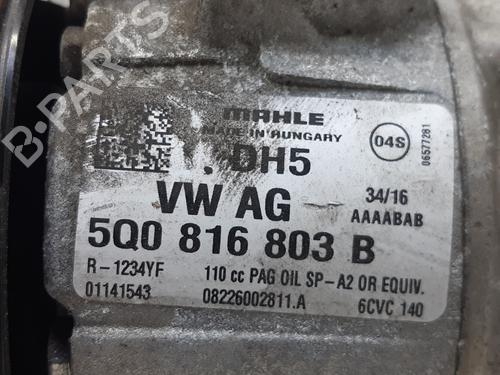 MAHLE
MADE IN HUNGARY
04S
06577281
DH5
VW AG
34/16
AAAABAB
5Q0 816 803 B
R-1234YF
110 cc PAG OIL SP-A2 OR EQUIV.
01141543
08226002811.A
6CVC 140
B-PARTS